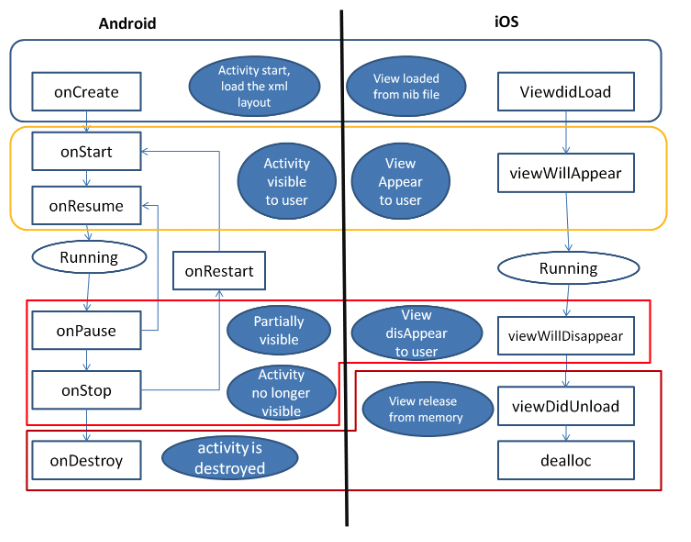 Android
iOS
onCreate
Activity start,
load the xml
layout
View loaded
from nib file
ViewdidLoad
onStart
onResume
Activity
visible
to user
View
Appear
to user
viewWillAppear
Running
onRestart
Running
onPause
Partially
visible
View
disAppear
to user
viewWillDisappear
onStop
Activity
no longer
visible
View release
from memory
viewDidUnload
onDestroy
activity is
destroyed
dealloc